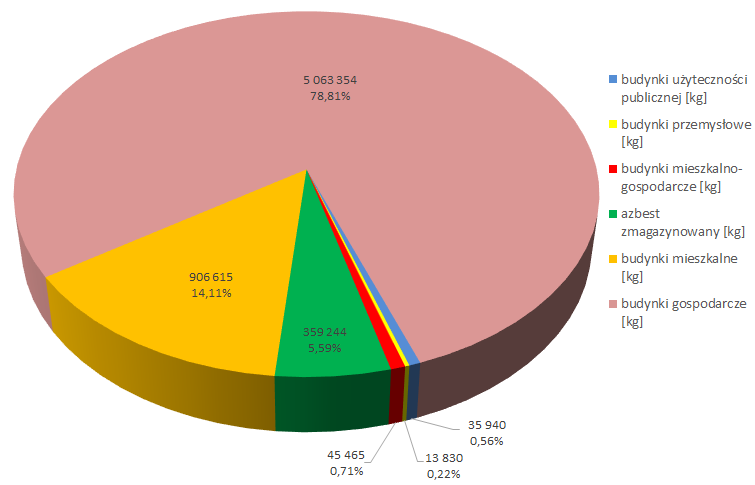 5 063 354
78,81%
906 615
14,11%
359 244
5,59%
45 465
0,71%
13 830
0,22%
35 940
0,56%
budynki użyteczności
publicznej [kg]
budynki przemysłowe
[kg]
budynki mieszkalno-
gospodarcze [kg]
azbest
zmagazynowany [kg]
budynki mieszkalne
[kg]
budynki gospodarcze
[kg]